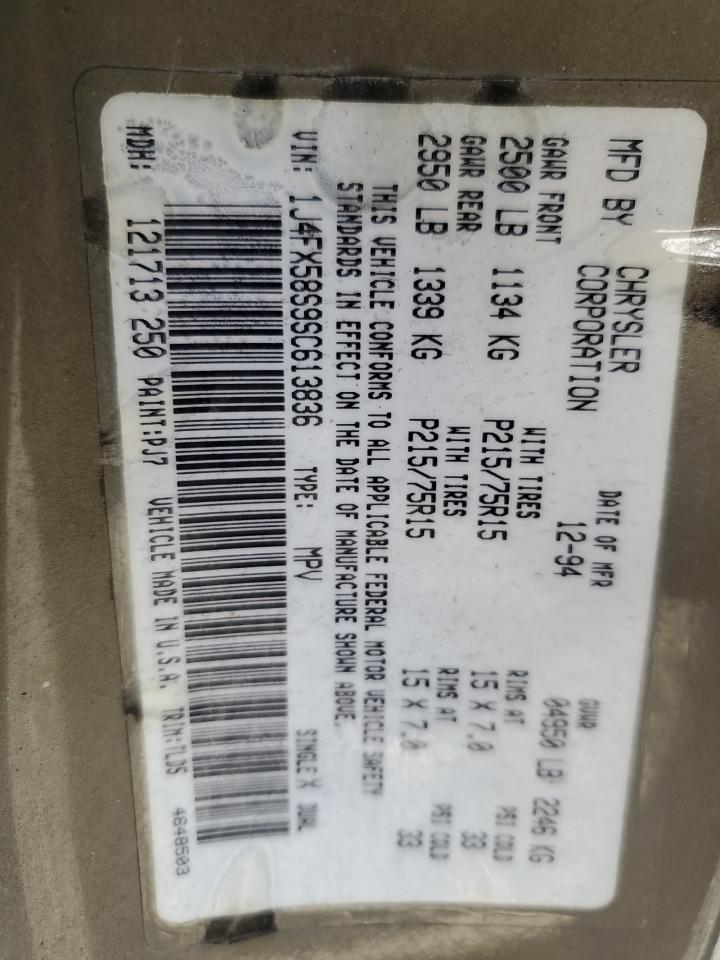 MFD BY CHRYSLER CORPORATION DATE OF MFR 12-94 GVWR 04950 LB 2246 KG
GAWR FRONT WITH TIRES RIMS AT PSI COLD
2500 LB 1134 KG P215/75R15 15 X 7.0 33
GAWR REAR WITH TIRES RIMS AT PSI COLD
2950 LB 1339 KG P215/75R15 15 X 7.0 33
THIS VEHICLE CONFORMS TO ALL APPLICABLE FEDERAL MOTOR VEHICLE SAFETY
STANDARDS IN EFFECT ON THE DATE OF MANUFACTURE SHOWN ABOVE.
VIN: 1J4FX58S9SC613836 TYPE: MPV SINGLE X DUAL
MDH: 121713 250 PAINT:PJ7 VEHICLE MADE IN U.S.A. TRIM:TLDS 4648503